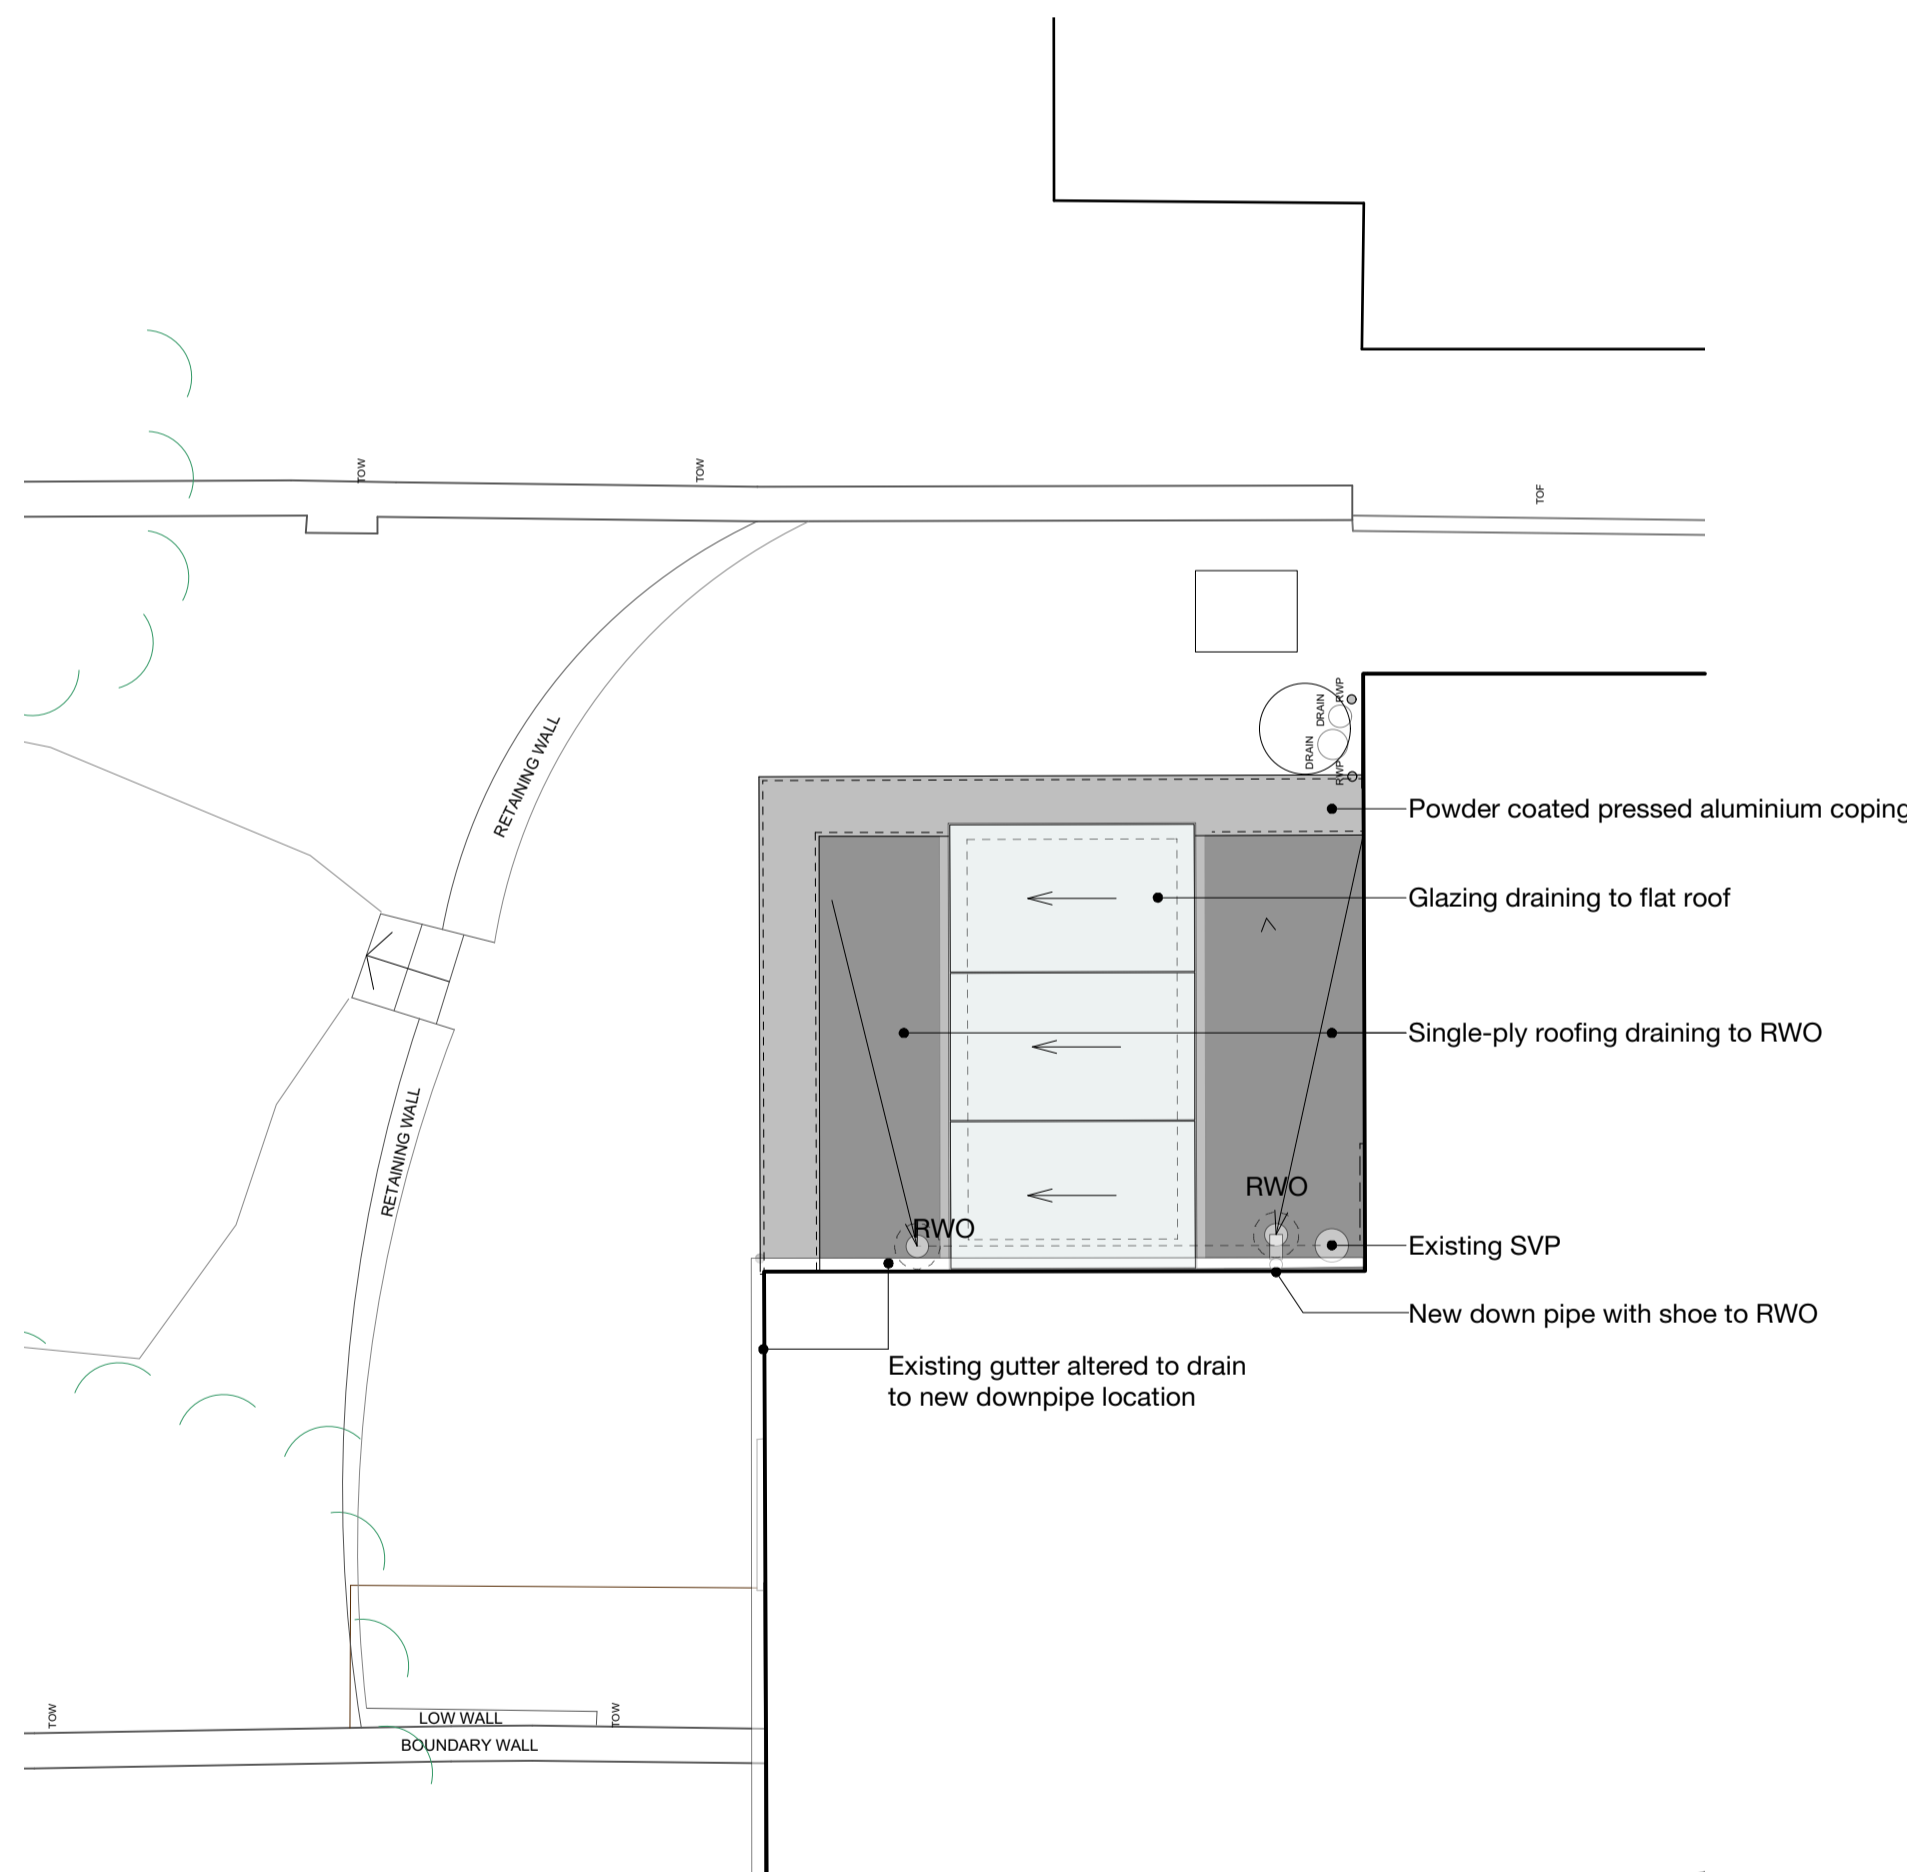 TOW
TOW
TOF
RETAINING WALL
RWP
DRAIN
DRAIN
RWP
Powder coated pressed aluminium coping
Glazing draining to flat roof
Single-ply roofing draining to RWO
RETAINING WALL
RWO
RWO
Existing SVP
New down pipe with shoe to RWO
Existing gutter altered to drain
to new downpipe location
TOW
LOW WALL
TOW
BOUNDARY WALL